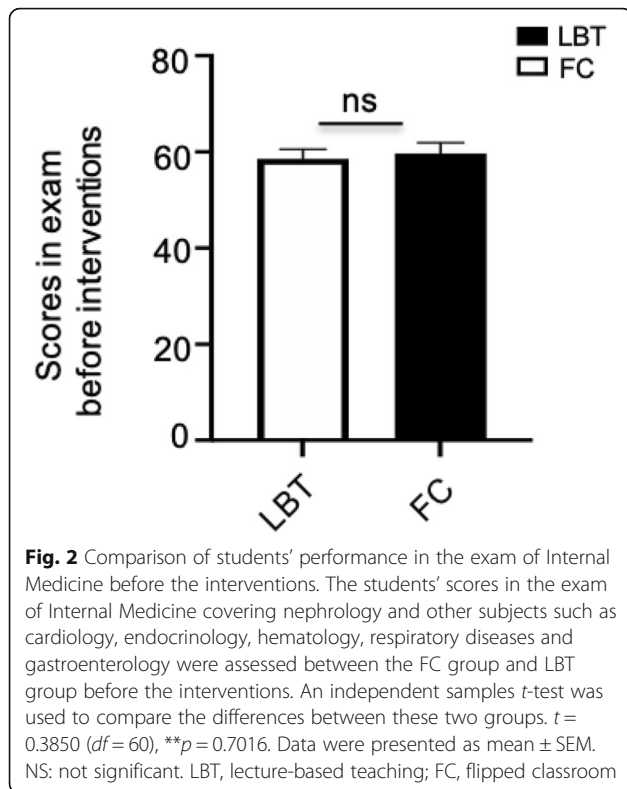 LBT
FC
80
60
40
20
0
ns
Scores in exam
before interventions
LBT
FC
Fig. 2 Comparison of students’ performance in the exam of Internal
Medicine before the interventions. The students’ scores in the exam
of Internal Medicine covering nephrology and other subjects such as
cardiology, endocrinology, hematology, respiratory diseases and
gastroenterology were assessed between the FC group and LBT
group before the interventions. An independent samples t-test was
used to compare the differences between these two groups. t =
0.3850 (df = 60), **p = 0.7016. Data were presented as mean ± SEM.
NS: not significant. LBT, lecture-based teaching; FC, flipped classroom